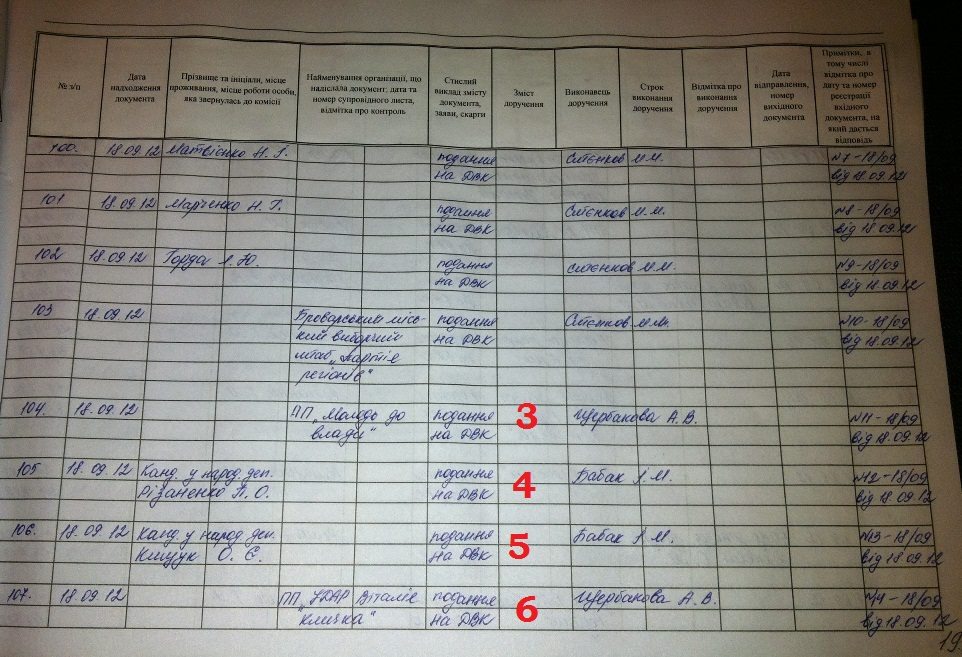 № з/п
Дата
надходження
документа
Прізвище та ініціали, місце
проживання, місце роботи особи,
яка звернулась до комісії
Найменування організації, що
надіслала документ, дата та
номер супровідного листа,
відмітка про контроль
Стислий
виклад змісту
документа,
заяви, скарги
Зміст
доручення
Виконавець
доручення
Строк
виконання
доручення
Відмітка про
виконання
доручення
Дата
відправлення,
номер
вихідного
документа
Примітки, в
тому числі
відмітка про
дату та номер
реєстрації
вхідного
документа, на
який дається
відповідь
100. 18.09.12 Матвієнко Н. Г. подання Смєнков М.М. №7-18/09
на ДВК від 18.09.12
101 18.09.12 Марченко Н. Г. подання Смєнков М.М. №8-18/09
на ДВК від 18.09.12
102 18.09.12 Горда Л.Ю. подання Смєнков М.М. №9-18/09
на ДВК від 18.09.12
103 18.09.12 Броварський місь- подання Смєнков М.М. №10-18/09
кий виборчий на ДВК від 18.09.12
штаб „Партія
регіонів“
104. 18.09.12 ПП „Молодь до подання 3 Щербакова А.В. №11-18/09
влади“ на ДВК від 18.09.12
105 18.09.12 Канд. у народ. деп. подання 4 Бабак І.М. №12-18/09
Різаненко П.О. на ДВК від 18.09.12
106. 18.09.12 Канд. у народ. деп. подання 5 Бабак І.М. №13-18/09
Кищук О. Є. на ДВК від 18.09.12
107. 18.09.12 ПП „УДАР Віталія подання 6 Щербакова А.В. №14-18/09
Кличка“ на ДВК від 18.09.12
19